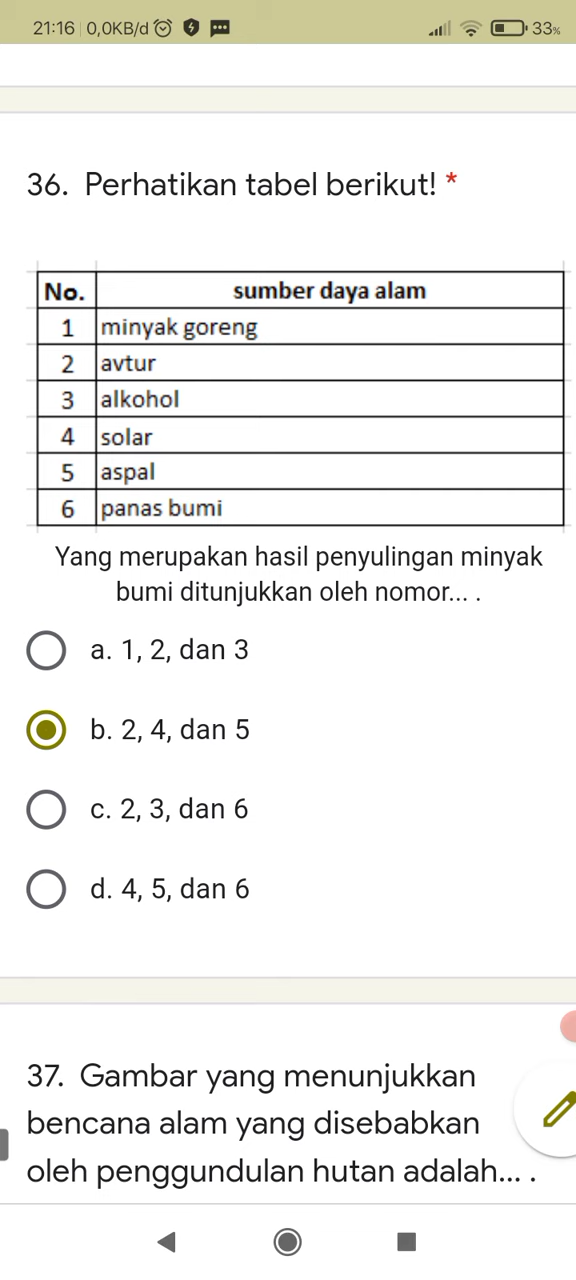 21:16 0,0KB/d 33%
36. Perhatikan tabel berikut! *
No. sumber daya alam
1 minyak goreng
2 avtur
3 alkohol
4 solar
5 aspal
6 panas bumi
Yang merupakan hasil penyulingan minyak
bumi ditunjukkan oleh nomor... .
a. 1, 2, dan 3
b. 2, 4, dan 5
c. 2, 3, dan 6
d. 4, 5, dan 6
37. Gambar yang menunjukkan
bencana alam yang disebabkan
oleh penggundulan hutan adalah... .